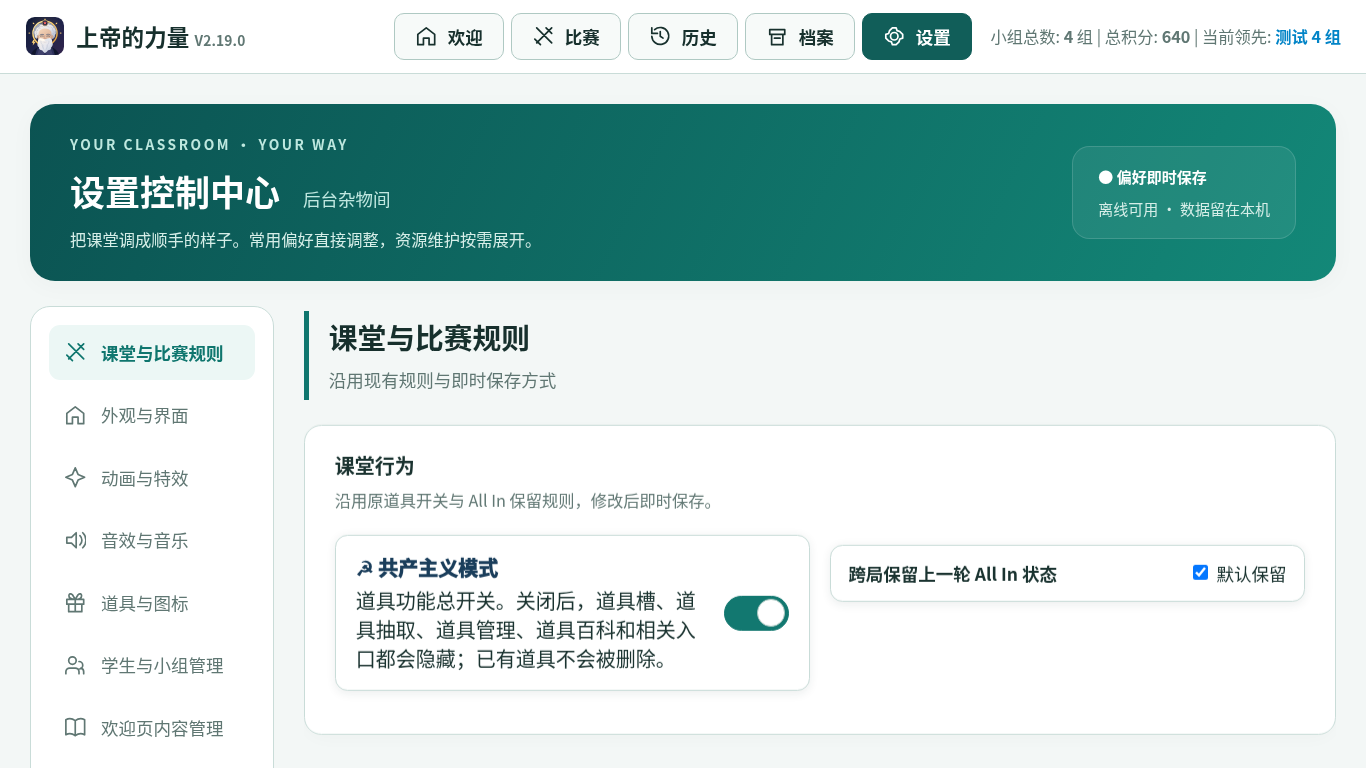 上帝的力量 V2.19.0
欢迎
比赛
历史
档案
设置
小组总数: 4 组 | 总积分: 640 | 当前领先: 测试 4 组
YOUR CLASSROOM • YOUR WAY
设置控制中心 后台杂物间
把课堂调成顺手的样子。常用偏好直接调整，资源维护按需展开。
● 偏好即时保存
离线可用 • 数据留在本机
课堂与比赛规则
外观与界面
动画与特效
音效与音乐
道具与图标
学生与小组管理
欢迎页内容管理
课堂与比赛规则
沿用现有规则与即时保存方式
课堂行为
沿用原道具开关与 All In 保留规则，修改后即时保存。
☭ 共产主义模式
道具功能总开关。关闭后，道具槽、道
具抽取、道具管理、道具百科和相关入
口都会隐藏；已有道具不会被删除。
跨局保留上一轮 All In 状态
默认保留